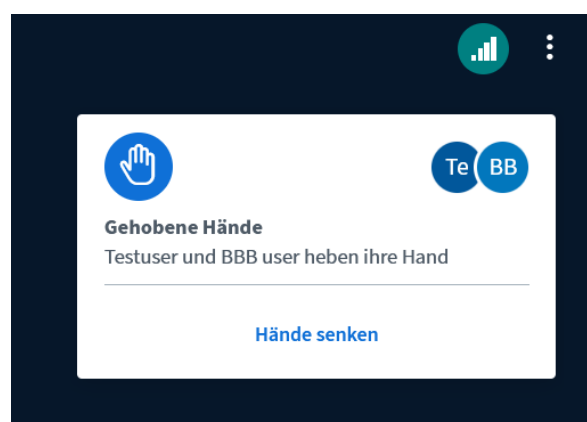 Te BB
Gehobene Hände
Testuser und BBB user heben ihre Hand
Hände senken